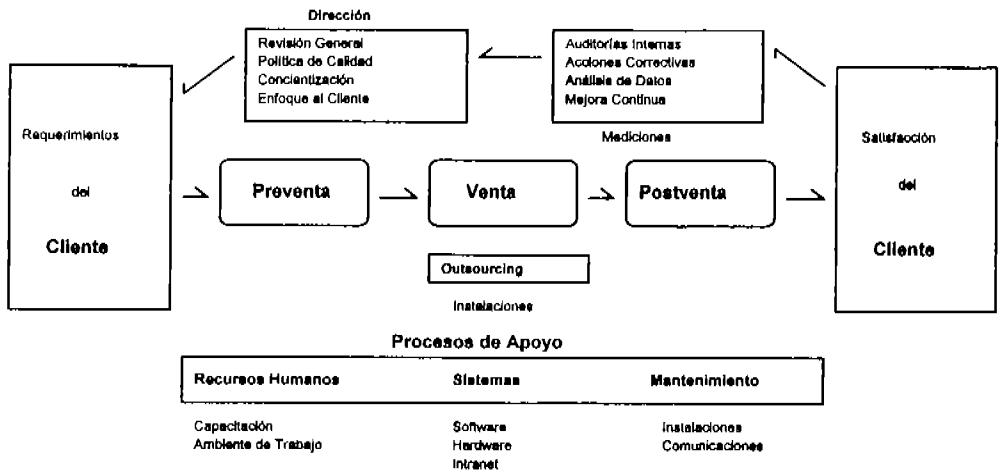 Dirección
Revisión General
Política de Calidad
Concientización
Enfoque al Cliente
Auditorías Internas
Acciones Correctivas
Análisis de Datos
Mejora Continua
Mediciones
Requerimientos
del
Cliente
Preventa
Venta
Postventa
Satisfacción
del
Cliente
Outsourcing
Instalaciones
Procesos de Apoyo
Recursos Humanos
Sistemas
Mantenimiento
Capacitación
Ambiente de Trabajo
Software
Hardware
Intranet
Instalaciones
Comunicaciones